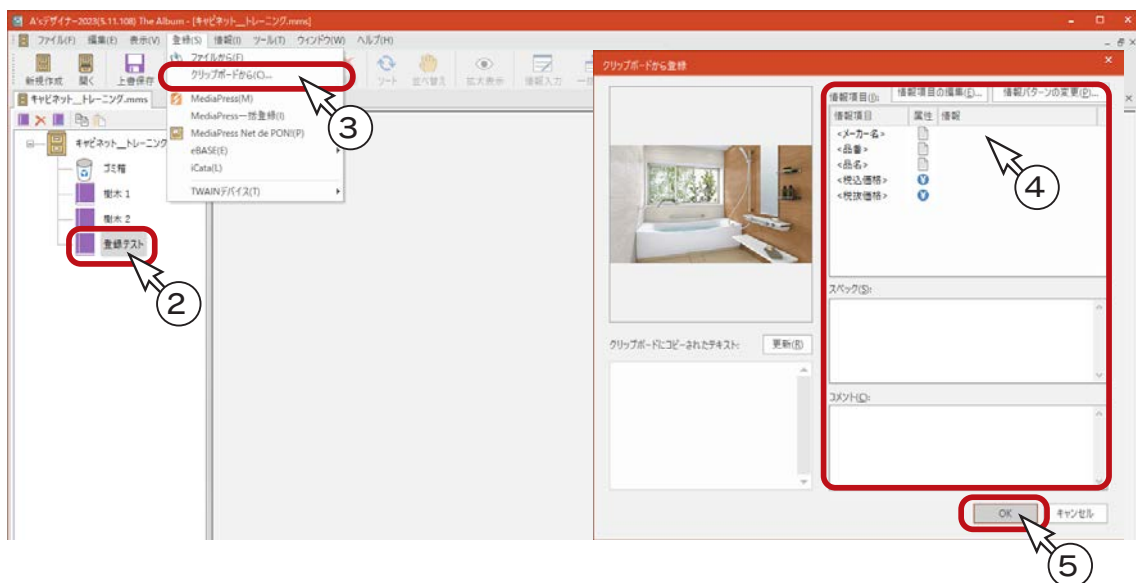 A'sデザイナー2023(5.11.108) The Album - [キャビネット__トレーニング.mms]
ファイル(F) 編集(E) 表示(V) 登録(S) 情報(I) ツール(T) ウィンドウ(W) ヘルプ(H)
新規作成 開く 上書保存 ソート 並べ替え 拡大表示 情報入力
キャビネット__トレーニング.mms
キャビネット__トレーニング
ゴミ箱
樹木 1
樹木 2
登録テスト
②
ファイルから(F)
クリップボードから(C)...
③
MediaPress(M)
MediaPress一括登録(I)
MediaPress Net de PON!(P)
eBASE(E)
iCata(L)
TWAINデバイス(T)
クリップボードから登録
情報項目(I): 情報項目の編集(E)... 情報パターンの変更(P)...
情報項目 属性 情報
<メーカー名>
<品番>
<品名>
<税込価格>
<税抜価格>
④
スペック(S):
クリップボードにコピーされたテキスト: 更新(R)
コメント(O):
OK キャンセル
⑤